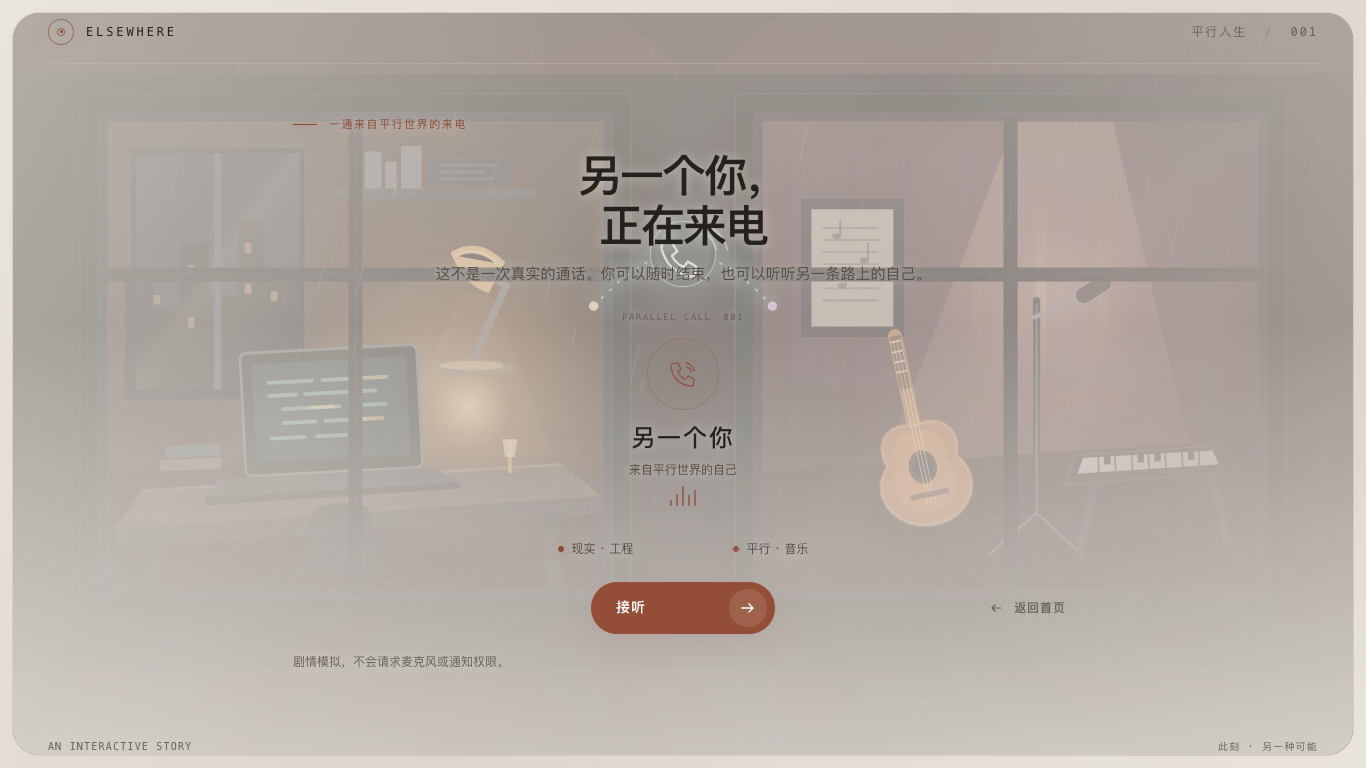 ELSEWHERE
平行人生 / 001
一通来自平行世界的来电
另一个你，
正在来电
这不是一次真实的通话。你可以随时结束，也可以听听另一条路上的自己。
PARALLEL CALL 001
另一个你
来自平行世界的自己
现实 · 工程
平行 · 音乐
接听 →
← 返回首页
剧情模拟，不会请求麦克风或通知权限。
AN INTERACTIVE STORY
此刻 · 另一种可能